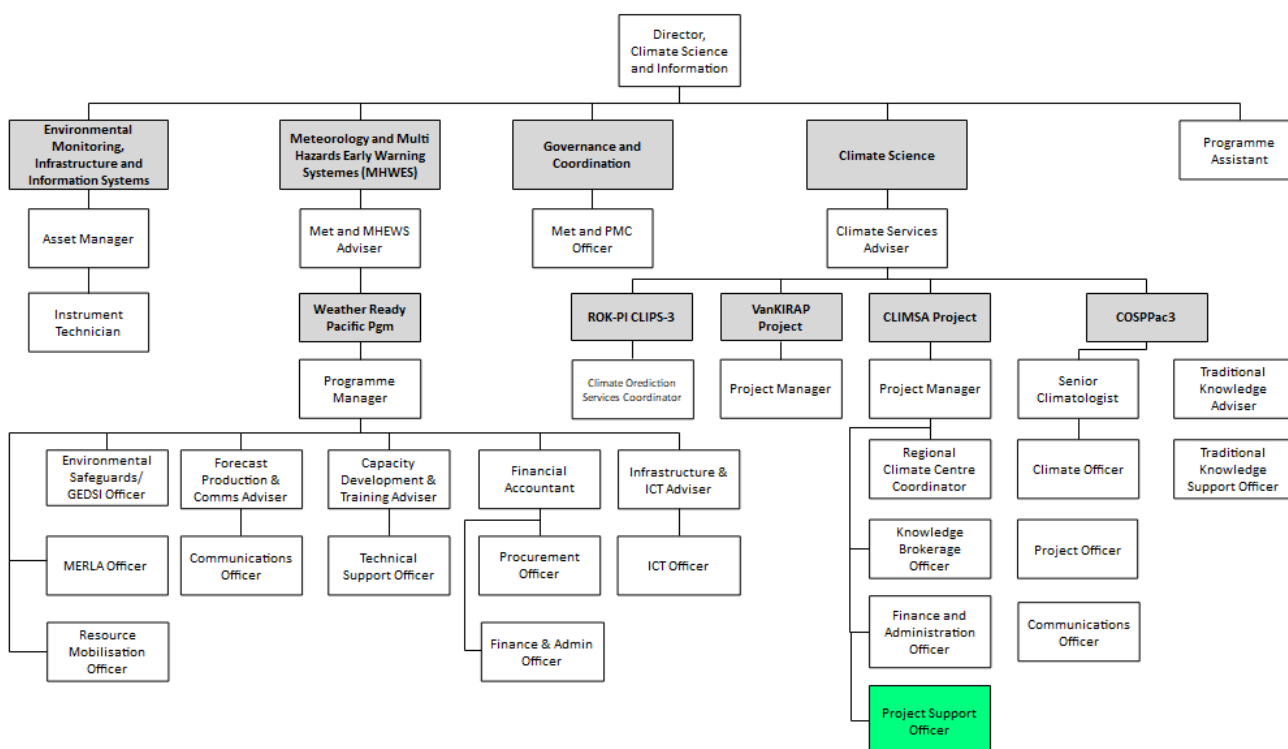 Director,
Climate Science
and Information
Environmental
Monitoring,
Infrastructure and
Information Systems
Meteorology and Multi
Hazards Early Warning
Systeme (MHWES)
Governance and
Coordination
Climate Science
Programme
Assistant
Asset Manager
Met and MHEWS
Adviser
Met and PMC
Officer
Climate Services
Adviser
Instrument
Technician
Weather Ready
Pacific Pgm
ROK-PI CLIPS-3
VanKIRAP
Project
CLIMSA Project
COSPPac3
Programme
Manager
Climate Orediction
Services Coordinator
Project Manager
Project Manager
Senior
Climatologist
Traditional
Knowledge
Adviser
Environmental
Safeguards/
GEDSI Officer
Forecast
Production &
Comms Adviser
Capacity
Development &
Training Adviser
Financial
Accountant
Infrastructure &
ICT Adviser
Regional
Climate Centre
Coordinator
Climate Officer
Traditional
Knowledge
Support Officer
MERLA Officer
Communications
Officer
Technical
Support Officer
Procurement
Officer
ICT Officer
Knowledge
Brokerage
Officer
Project Officer
Resource
Mobilisation
Officer
Finance & Admin
Officer
Finance and
Administration
Officer
Communications
Officer
Project Support
Officer